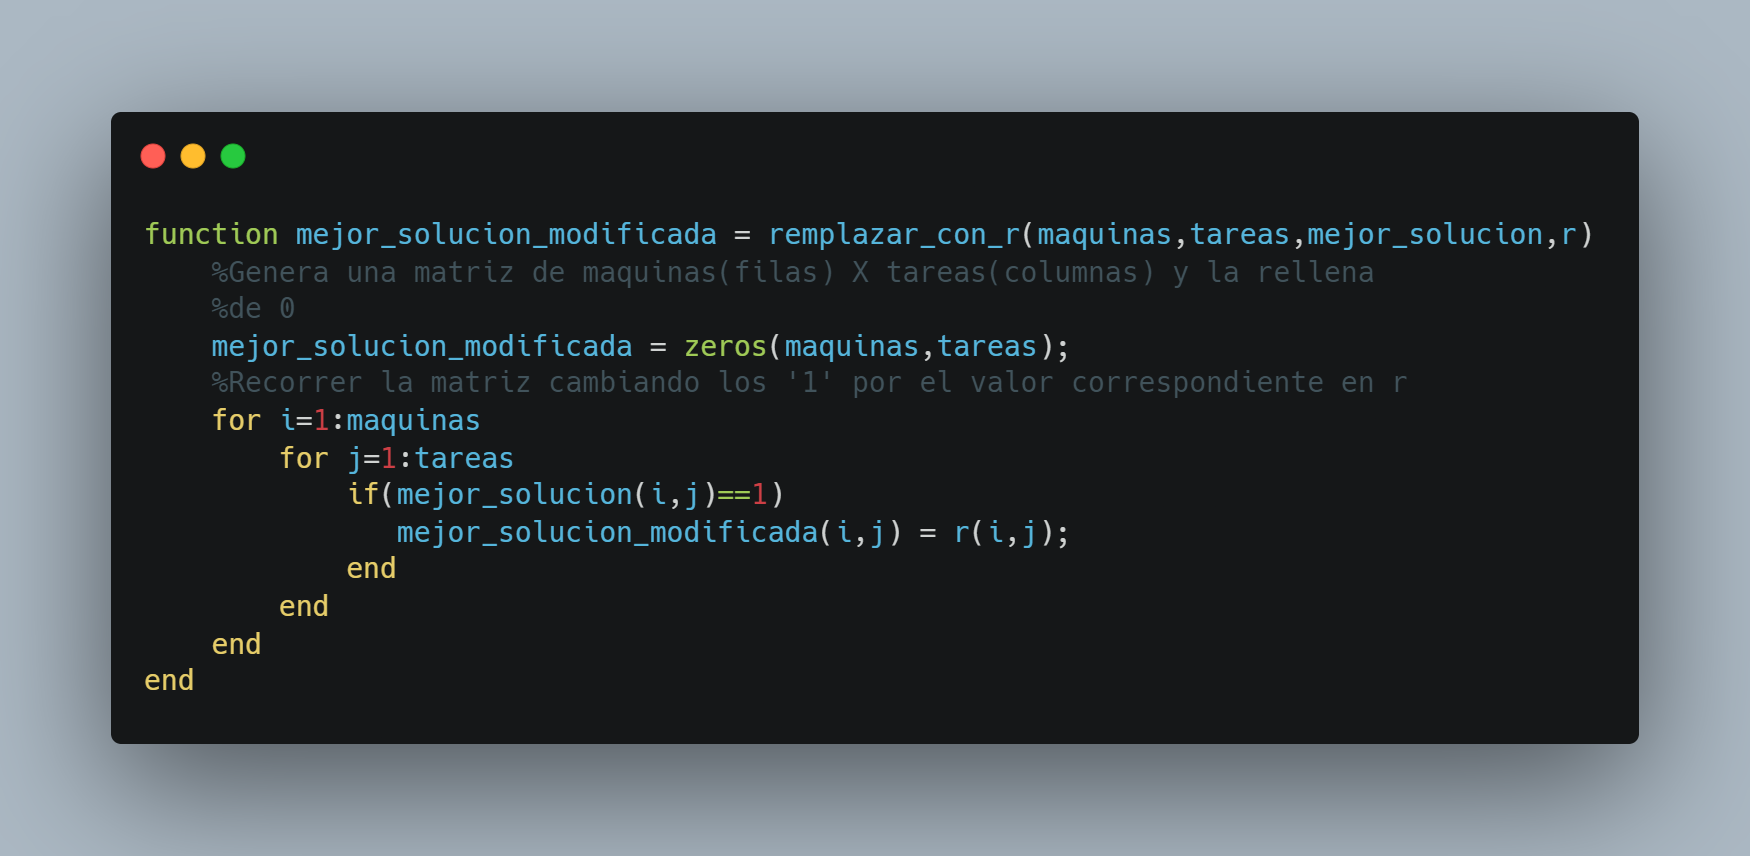 function mejor_solucion_modificada = remplazar_con_r(maquinas,tareas,mejor_solucion,r)
    %Genera una matriz de maquinas(filas) X tareas(columnas) y la rellena
    %de 0
    mejor_solucion_modificada = zeros(maquinas,tareas);
    %Recorrer la matriz cambiando los '1' por el valor correspondiente en r
    for i=1:maquinas
        for j=1:tareas
            if(mejor_solucion(i,j)==1)
               mejor_solucion_modificada(i,j) = r(i,j);
            end
        end
    end
end